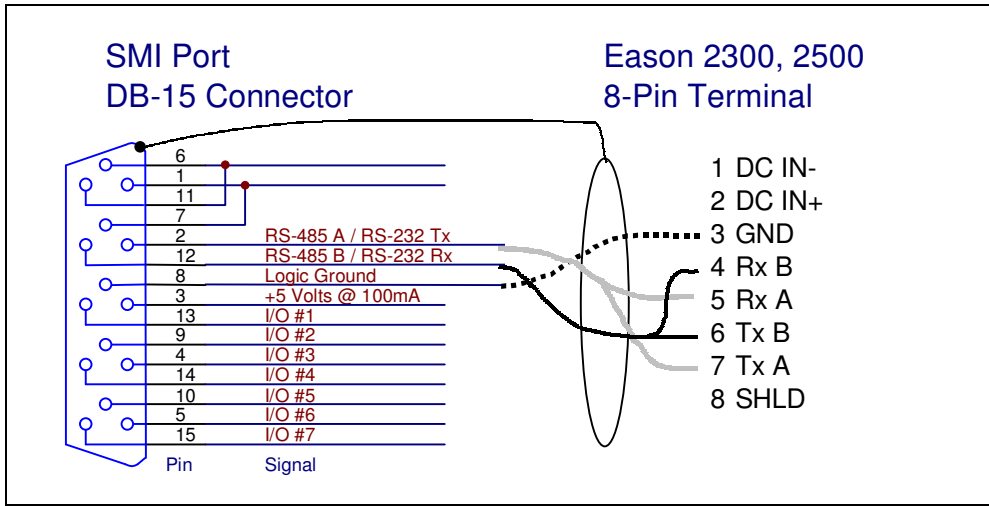 SMI Port
DB-15 Connector
Eason 2300, 2500
8-Pin Terminal
6
1
11
7
2 RS-485 A / RS-232 Tx
12 RS-485 B / RS-232 Rx
8 Logic Ground
3 +5 Volts @ 100mA
13 I/O #1
9 I/O #2
4 I/O #3
14 I/O #4
10 I/O #5
5 I/O #6
15 I/O #7
Pin Signal
1 DC IN-
2 DC IN+
3 GND
4 Rx B
5 Rx A
6 Tx B
7 Tx A
8 SHLD